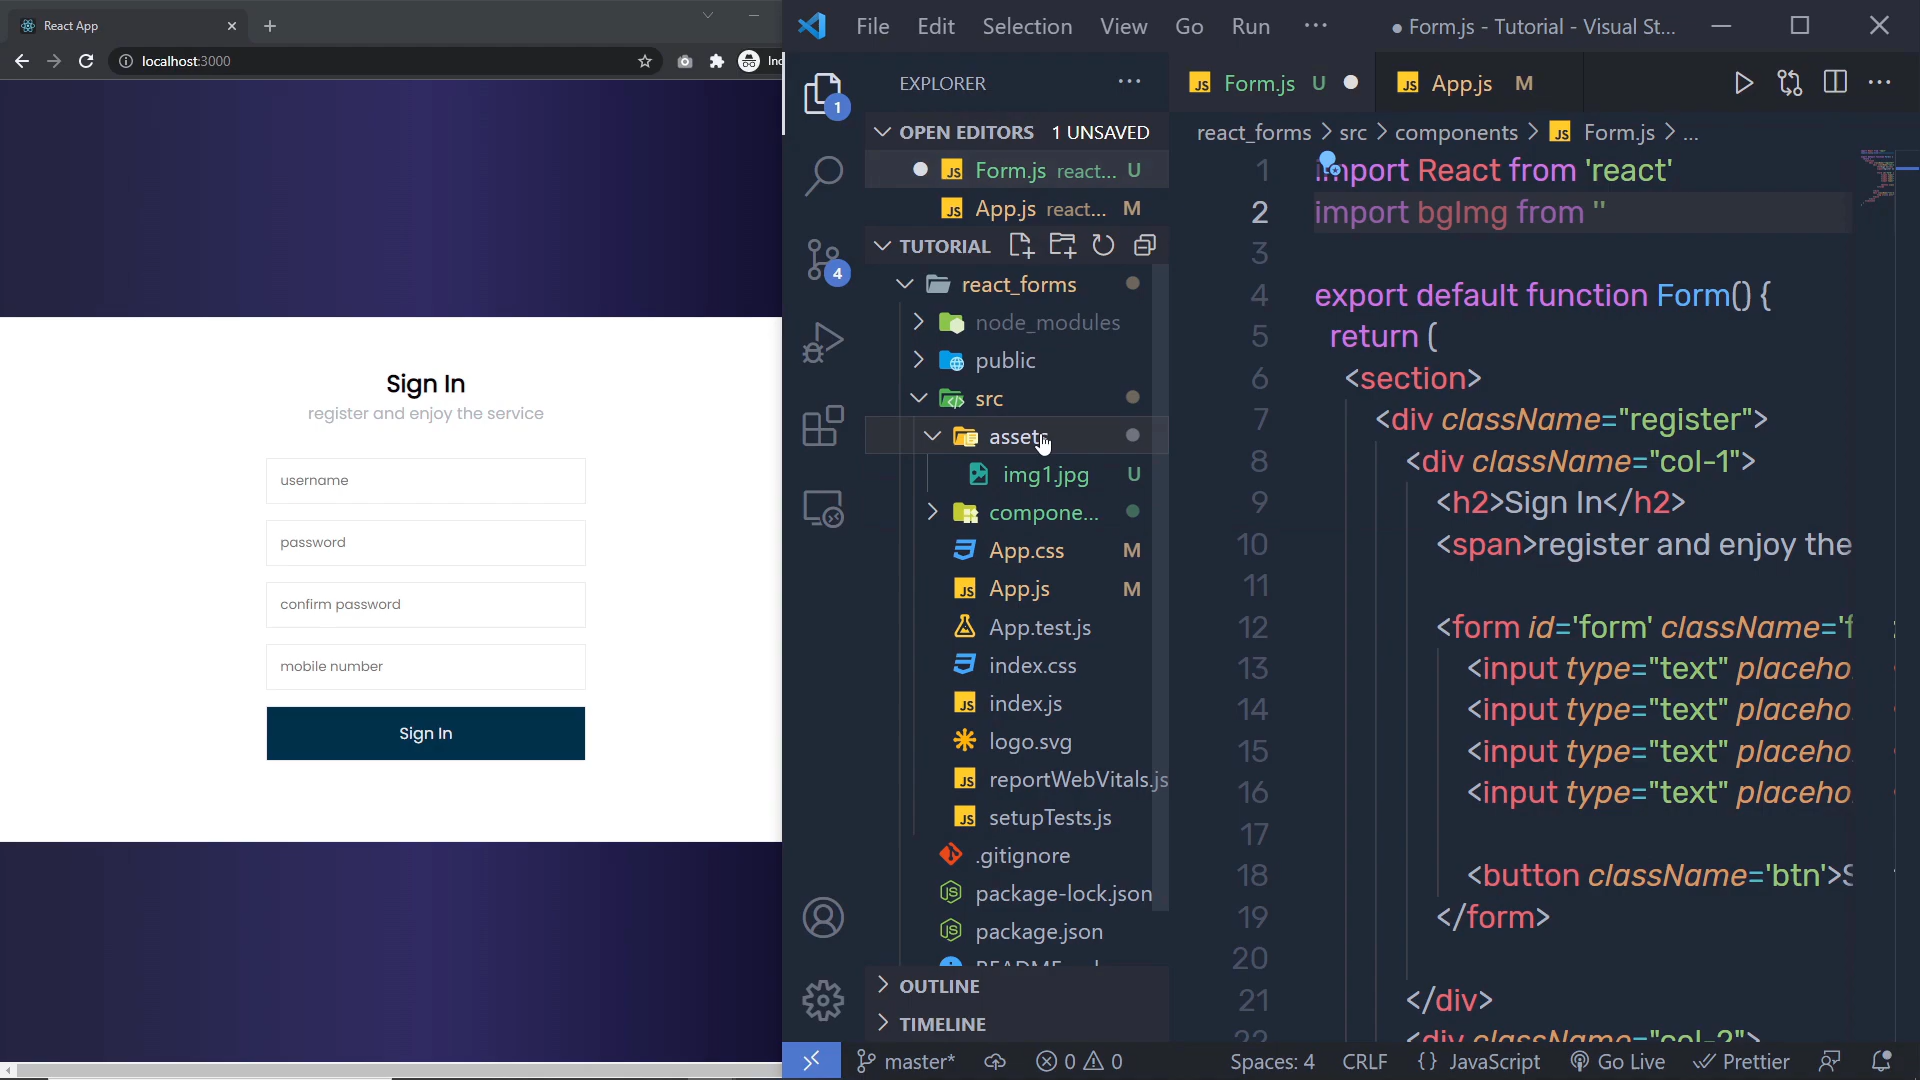 React App
localhost:3000
Sign In
register and enjoy the service
username
password
confirm password
mobile number
Sign In
File Edit Selection View Go Run ···
● Form.js - Tutorial - Visual St...
EXPLORER
1
4
OPEN EDITORS 1 UNSAVED
Form.js react... U
App.js react... M
TUTORIAL
react_forms
node_modules
public
src
assets
img1.jpg U
compone...
App.css M
App.js M
App.test.js
index.css
index.js
logo.svg
reportWebVitals.js
setupTests.js
.gitignore
package-lock.json
package.json
OUTLINE
TIMELINE
Form.js U
App.js M
react_forms > src > components > Form.js > ...
1 import React from 'react'
2 import bgImg from ''
3
4 export default function Form() {
5 return (
6 <section>
7 <div className="register">
8 <div className="col-1">
9 <h2>Sign In</h2>
10 <span>register and enjoy the
11
12 <form id='form' className='f
13 <input type="text" placeho
14 <input type="text" placeho
15 <input type="text" placeho
16 <input type="text" placeho
17
18 <button className='btn'>S
19 </form>
20
21 </div>
22 <div className="col-2">
master* 0 0 Spaces: 4 CRLF {} JavaScript Go Live Prettier